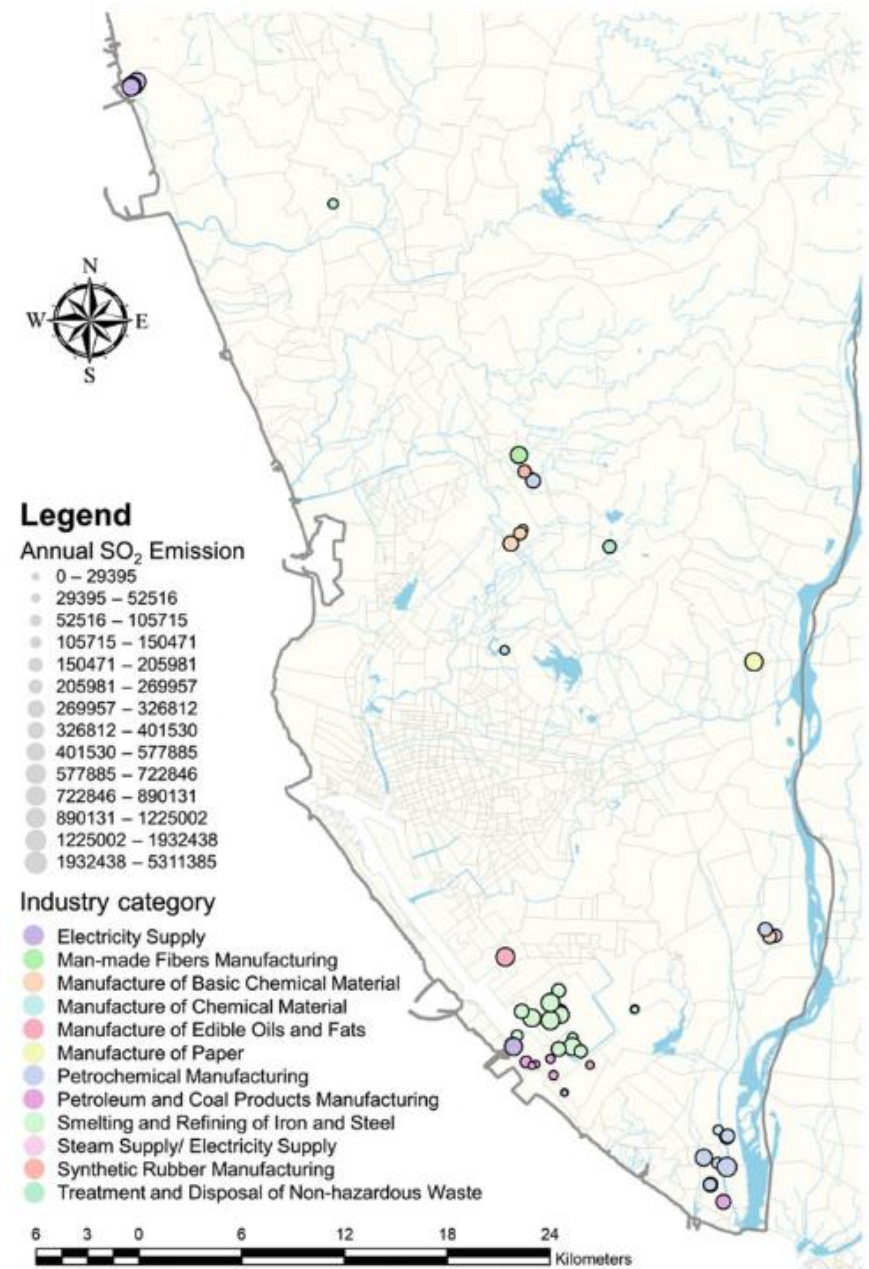 N
W E
S
Legend
Annual SO₂ Emission
0 – 29395
29395 – 52516
52516 – 105715
105715 – 150471
150471 – 205981
205981 – 269957
269957 – 326812
326812 – 401530
401530 – 577885
577885 – 722846
722846 – 890131
890131 – 1225002
1225002 – 1932438
1932438 – 5311385
Industry category
Electricity Supply
Man-made Fibers Manufacturing
Manufacture of Basic Chemical Material
Manufacture of Chemical Material
Manufacture of Edible Oils and Fats
Manufacture of Paper
Petrochemical Manufacturing
Petroleum and Coal Products Manufacturing
Smelting and Refining of Iron and Steel
Steam Supply/ Electricity Supply
Synthetic Rubber Manufacturing
Treatment and Disposal of Non-hazardous Waste
6 3 0 6 12 18 24
Kilometers